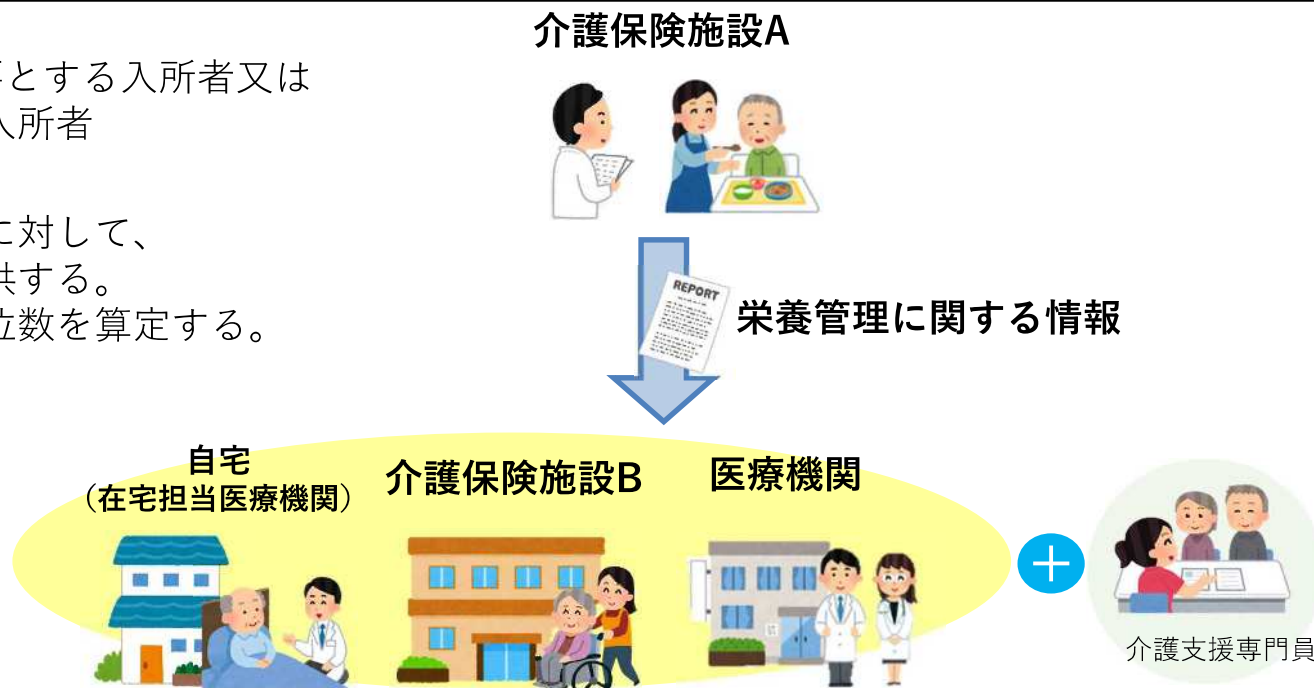 介護保険施設A
とする入所者又は
入所者
に対して、
供する。
位数を算定する。
REPORT
栄養管理に関する情報
自宅
（在宅担当医療機関）
介護保険施設B
医療機関
＋
介護支援専門員